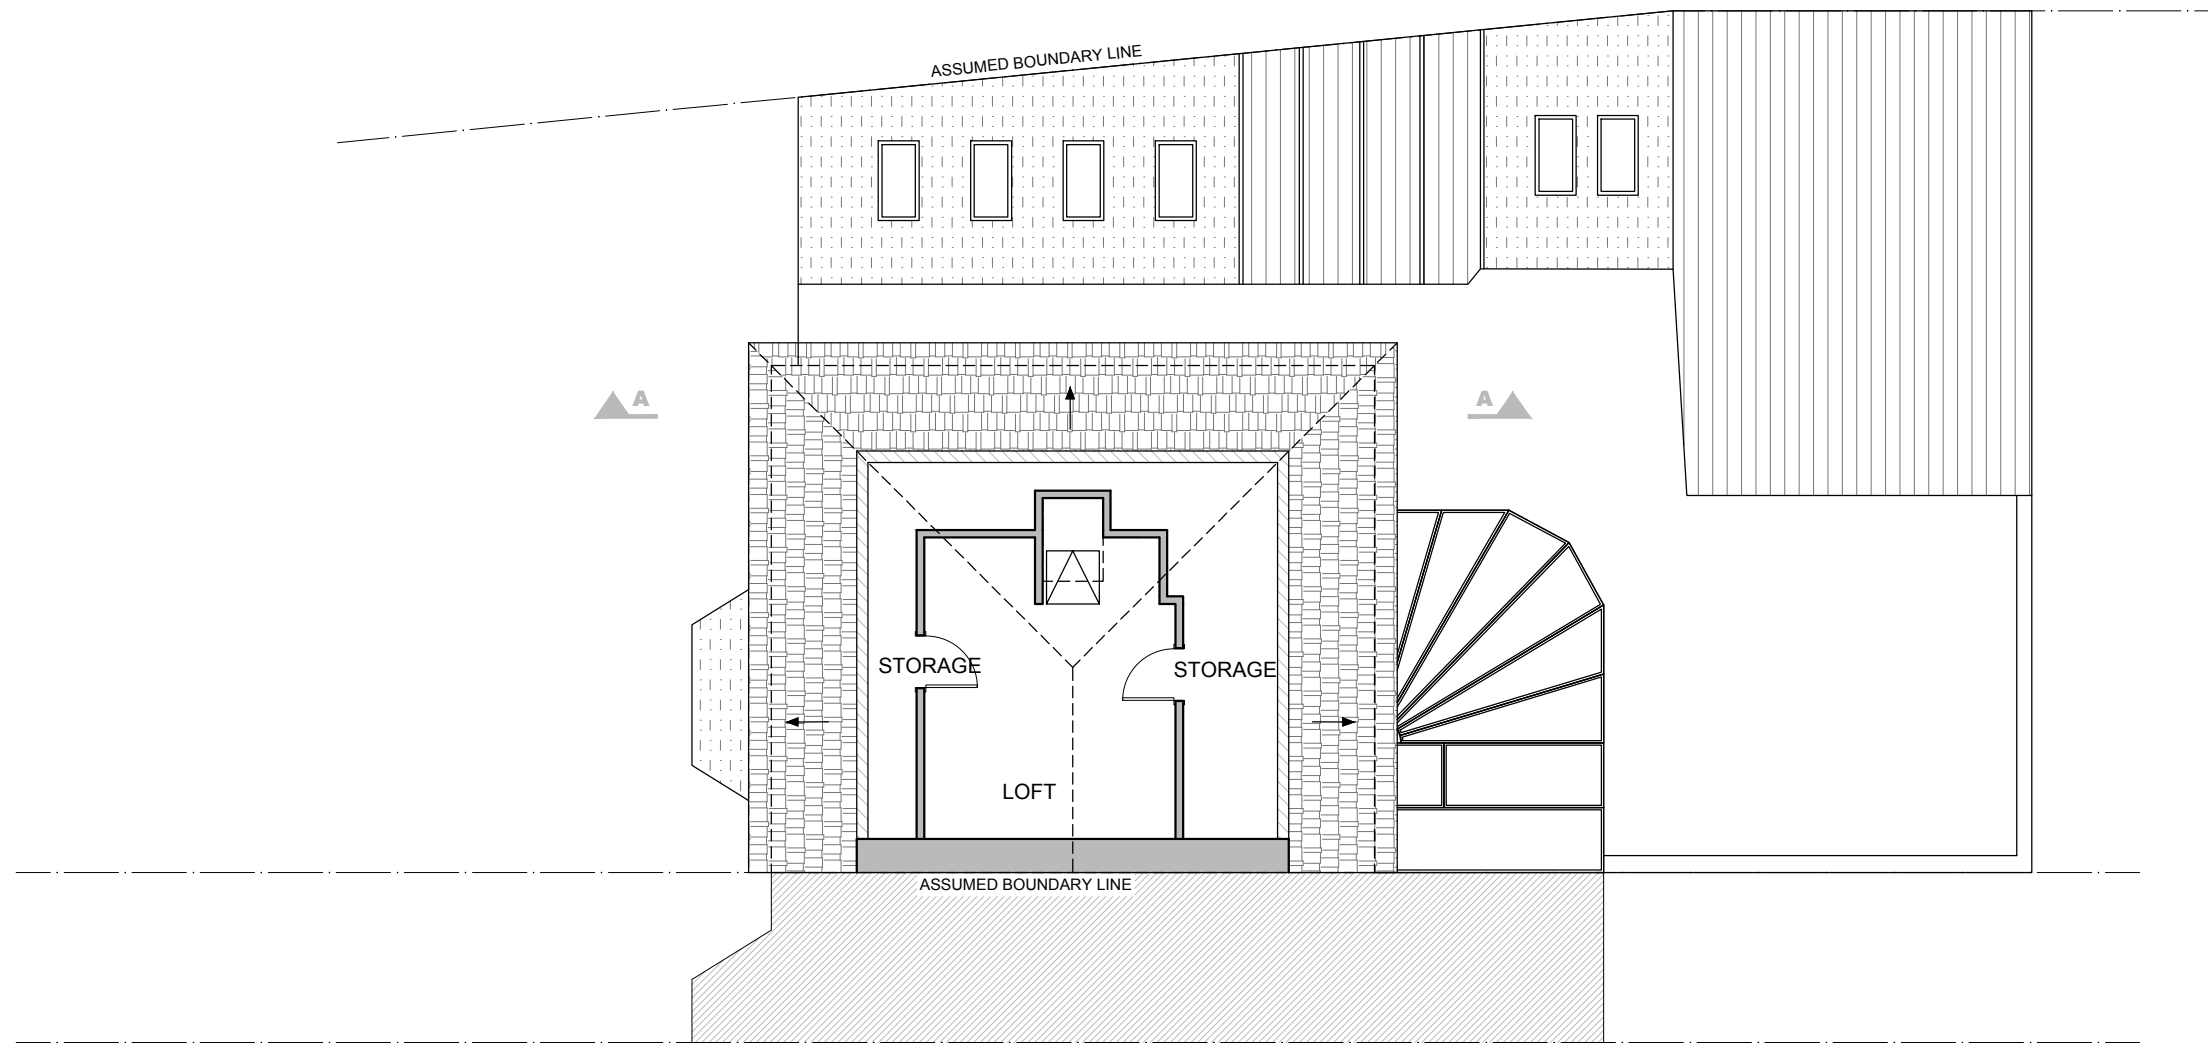 ASSUMED BOUNDARY LINE
A
A
STORAGE
STORAGE
LOFT
ASSUMED BOUNDARY LINE